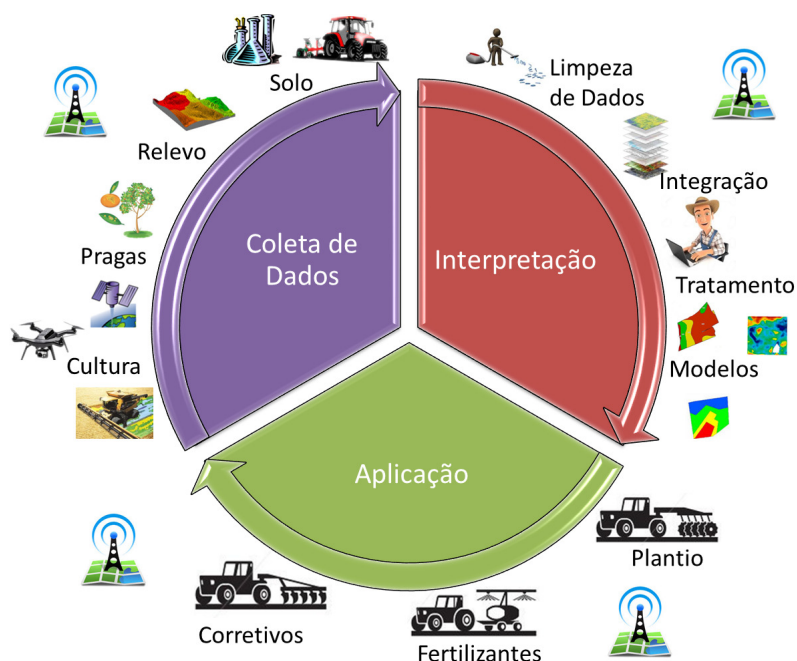 Solo
Relevo
Pragas
Cultura
Coleta de
Dados
Limpeza
de Dados
Integração
Tratamento
Modelos
Interpretação
Aplicação
Plantio
Fertilizantes
Corretivos